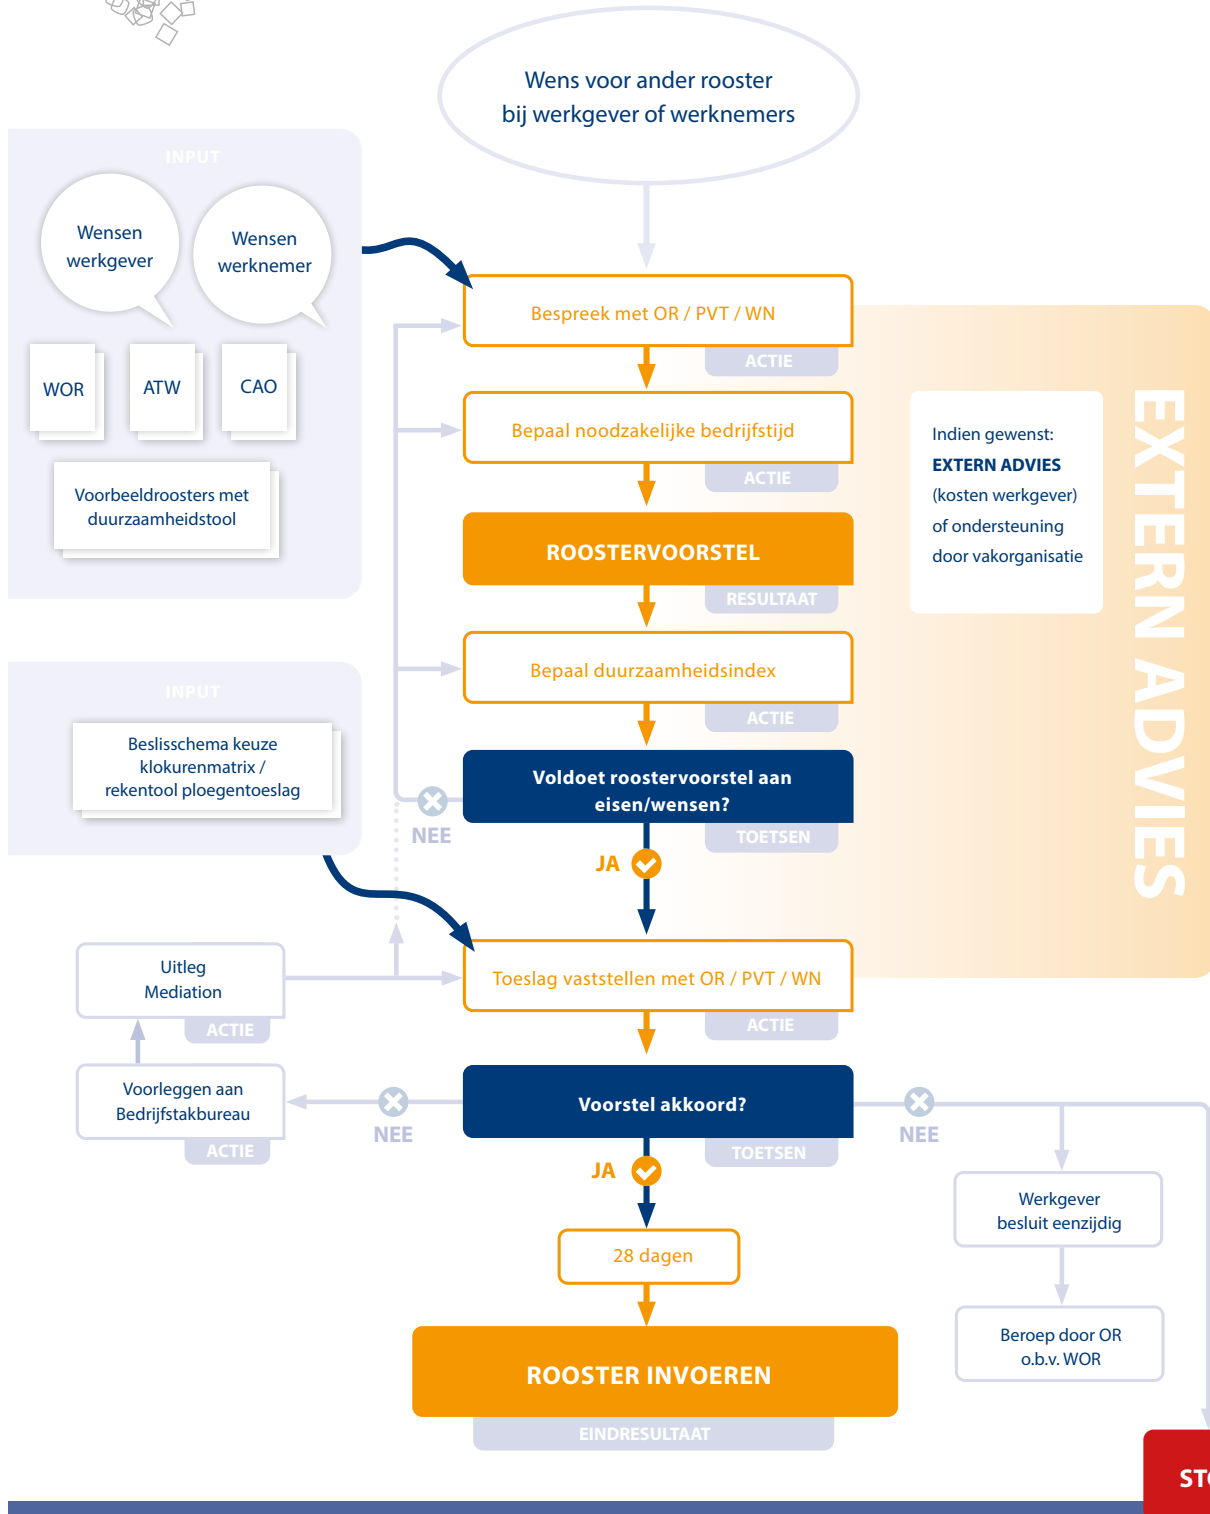 Wens voor ander rooster
bij werkgever of werknemers
INPUT
Wensen
werkgever
Wensen
werknemer
WOR
ATW
CAO
Voorbeeldroosters met
duurzaamheidstool
Bespreek met OR / PVT / WN
ACTIE
Bepaal noodzakelijke bedrijfstijd
ACTIE
ROOSTERVOORSTEL
RESULTAAT
Bepaal duurzaamheidsindex
ACTIE
Indien gewenst:
EXTERN ADVIES
(kosten werkgever)
of ondersteuning
door vakorganisatie
EXTERN ADVIES
INPUT
Beslisschema keuze
klokurenmatrix /
rekentool ploegentoeslag
Voldoet roostervoorstel aan
eisen/wensen?
TOETSEN
NEE
JA
Toeslag vaststellen met OR / PVT / WN
ACTIE
Uitleg
Mediation
ACTIE
Voorleggen aan
Bedrijfstakbureau
ACTIE
Voorstel akkoord?
TOETSEN
NEE
NEE
JA
28 dagen
Werkgever
besluit eenzijdig
Beroep door OR
o.b.v. WOR
ROOSTER INVOEREN
EINDRESULTAAT